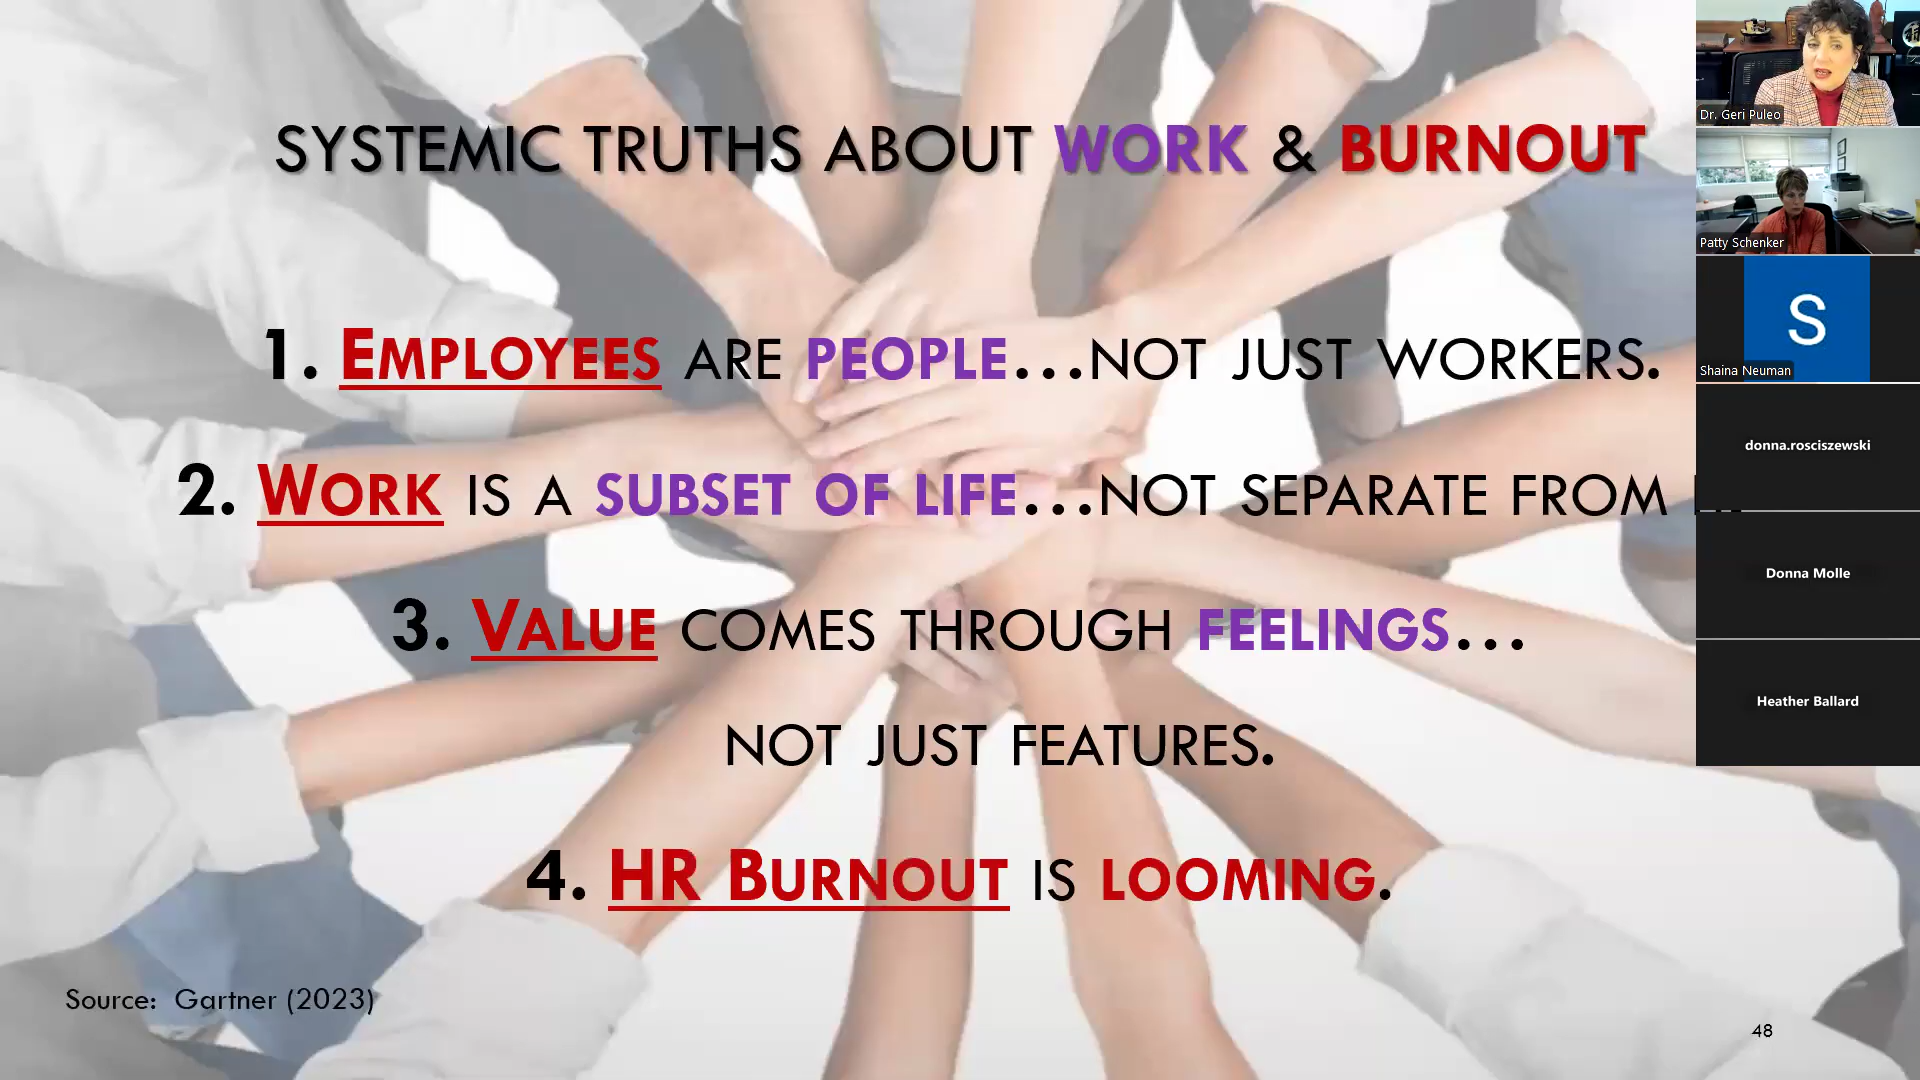 SYSTEMIC TRUTHS ABOUT WORK & BURNOUT
1. EMPLOYEES ARE PEOPLE...NOT JUST WORKERS.
2. WORK IS A SUBSET OF LIFE...NOT SEPARATE FROM
3. VALUE COMES THROUGH FEELINGS...
NOT JUST FEATURES.
4. HR BURNOUT IS LOOMING.
Source: Gartner (2023)
48
Dr. Geri Puleo
Patty Schenker
S
Shaina Neuman
donna.rosciszewski
Donna Molle
Heather Ballard